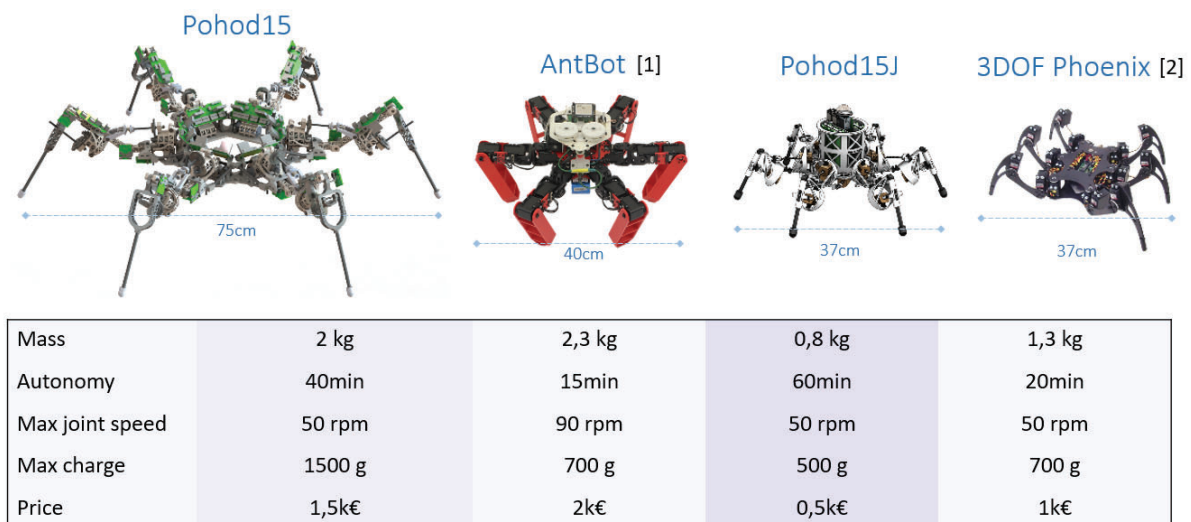 Pohod15
AntBot [1]
Pohod15J
3DOF Phoenix [2]
75cm
40cm
37cm
37cm
Mass 2 kg 2,3 kg 0,8 kg 1,3 kg
Autonomy 40min 15min 60min 20min
Max joint speed 50 rpm 90 rpm 50 rpm 50 rpm
Max charge 1500 g 700 g 500 g 700 g
Price 1,5k€ 2k€ 0,5k€ 1k€